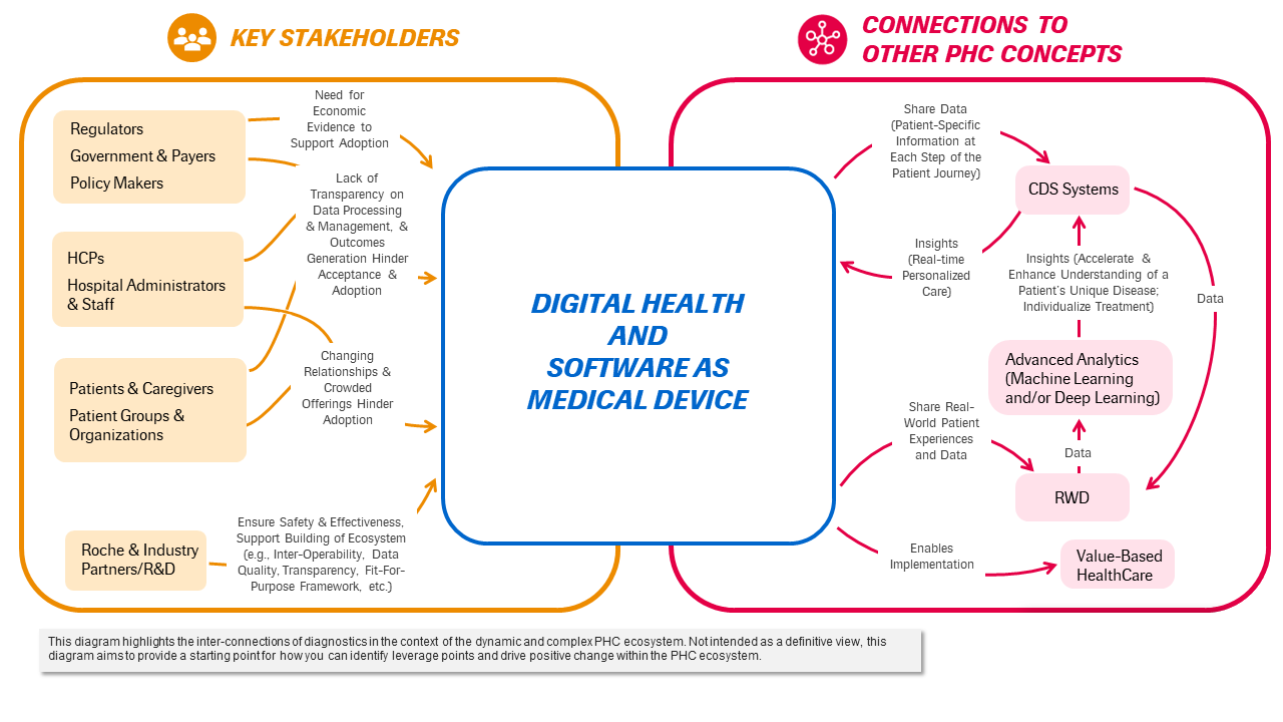 KEY STAKEHOLDERS
CONNECTIONS TO
OTHER PHC CONCEPTS
Regulators
Government & Payers
Policy Makers
Need for
Economic
Evidence to
Support Adoption
Lack of
Transparency on
Data Processing
& Management, &
Outcomes
Generation Hinder
Acceptance &
Adoption
HCPs
Hospital Administrators
& Staff
Changing
Relationships &
Crowded
Offerings Hinder
Adoption
Patients & Caregivers
Patient Groups &
Organizations
Roche & Industry
Partners/R&D
Ensure Safety & Effectiveness,
Support Building of Ecosystem
(e.g., Inter-Operability, Data
Quality, Transparency, Fit-For-
Purpose Framework, etc.)
DIGITAL HEALTH
AND
SOFTWARE AS
MEDICAL DEVICE
Share Data
(Patient-Specific
Information at
Each Step of the
Patient Journey)
CDS Systems
Insights
(Real-time
Personalized
Care)
Insights (Accelerate &
Enhance Understanding of a
Patient's Unique Disease;
Individualize Treatment)
Data
Advanced Analytics
(Machine Learning
and/or Deep Learning)
Share Real-
World Patient
Experiences
and Data
Data
RWD
Enables
Implementation
Value-Based
HealthCare
This diagram highlights the inter-connections of diagnostics in the context of the dynamic and complex PHC ecosystem. Not intended as a definitive view, this
diagram aims to provide a starting point for how you can identify leverage points and drive positive change within the PHC ecosystem.